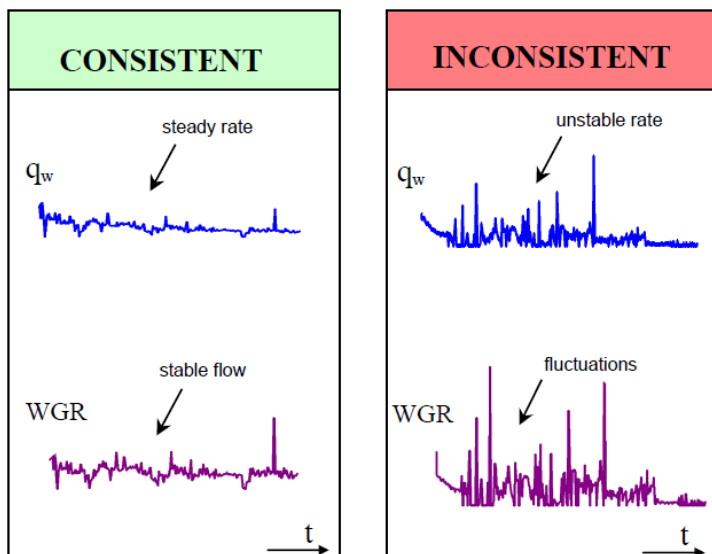 CONSISTENT
steady rate
qw
stable flow
WGR
t
INCONSISTENT
unstable rate
qw
fluctuations
WGR
t